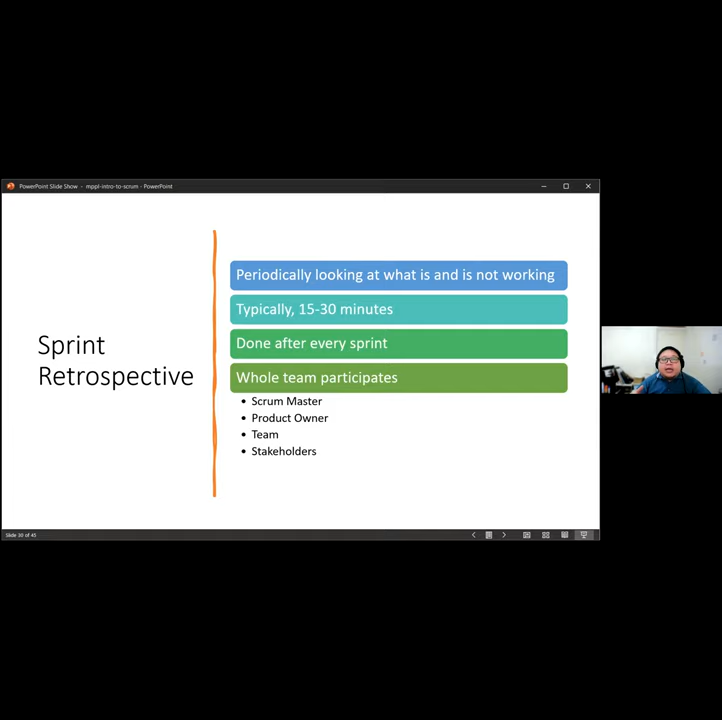 PowerPoint Slide Show - mppl-intro-to-scrum - PowerPoint
Sprint
Retrospective
Periodically looking at what is and is not working
Typically, 15-30 minutes
Done after every sprint
Whole team participates
• Scrum Master
• Product Owner
• Team
• Stakeholders
Slide 30 of 45